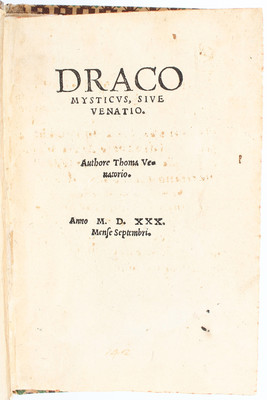 DRACO
MYSTICVS, SIVE
VENATIO.
Authore Thoma Ve-
natorio.
Anno M. D. XXX.
Mense Septembri.